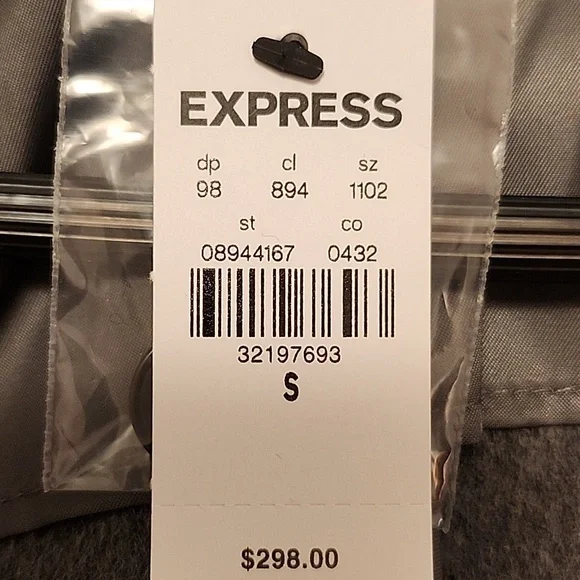 EXPRESS
dp cl sz
98 894 1102
st co
08944167 0432
32197693
S
$298.00